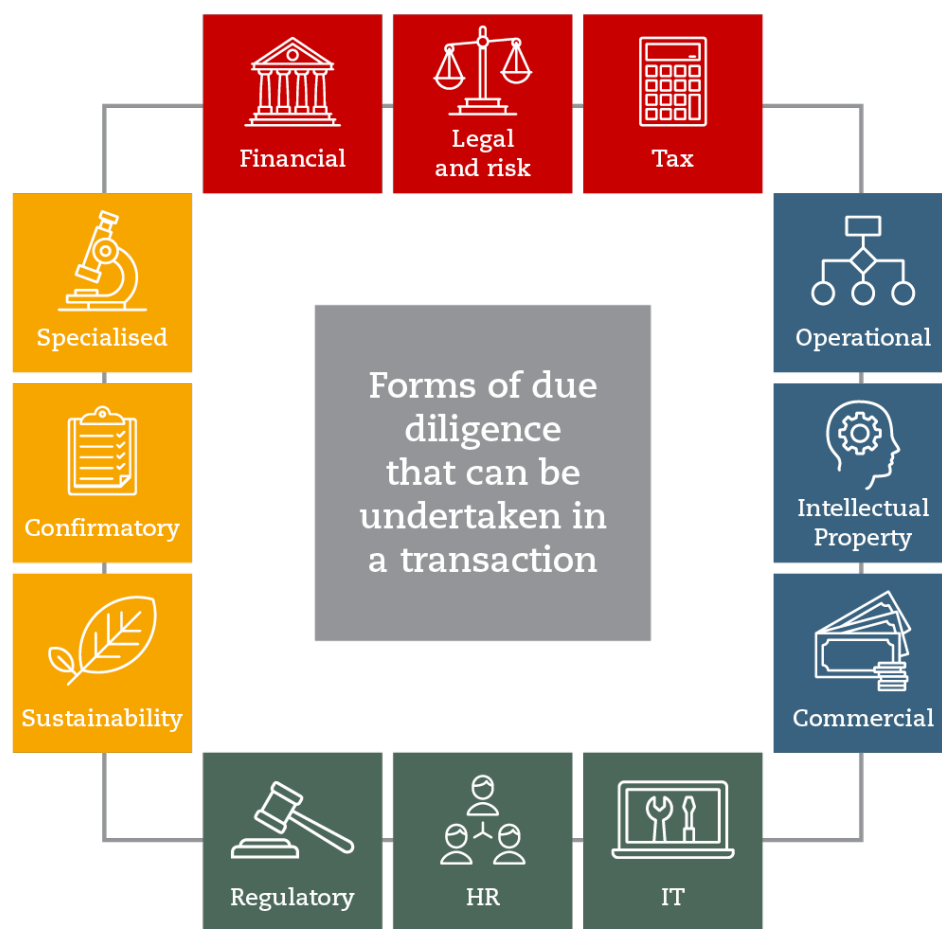 Financial
Legal
and risk
Tax
Specialised
Operational
Forms of due
diligence
that can be
undertaken in
a transaction
Confirmatory
Intellectual
Property
Sustainability
Commercial
Regulatory
HR
IT